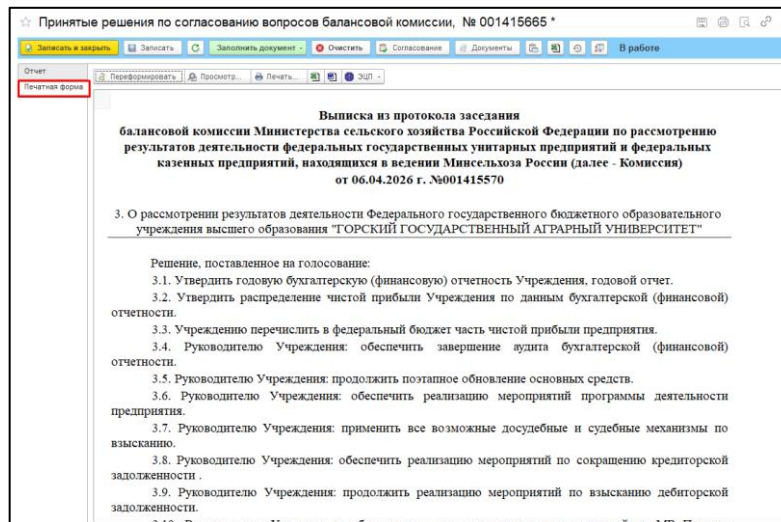 Принятые решения по согласованию вопросов балансовой комиссии, № 001415665 *
Записать и закрыть Записать Заполнить документ Очистить Согласование Документы В работе
Отчет
Печатная форма
Переформировать Просмотр... Печать... ЭЦП
Выписка из протокола заседания
балансовой комиссии Министерства сельского хозяйства Российской Федерации по рассмотрению
результатов деятельности федеральных государственных унитарных предприятий и федеральных
казенных предприятий, находящихся в ведении Минсельхоза России (далее - Комиссия)
от 06.04.2026 г. №001415570
3. О рассмотрении результатов деятельности Федерального государственного бюджетного образовательного
учреждения высшего образования "ГОРСКИЙ ГОСУДАРСТВЕННЫЙ АГРАРНЫЙ УНИВЕРСИТЕТ"
Решение, поставленное на голосование:
3.1. Утвердить годовую бухгалтерскую (финансовую) отчетность Учреждения, годовой отчет.
3.2. Утвердить распределение чистой прибыли Учреждения по данным бухгалтерской (финансовой)
отчетности.
3.3. Учреждению перечислить в федеральный бюджет часть чистой прибыли предприятия.
3.4. Руководителю Учреждения: обеспечить завершение аудита бухгалтерской (финансовой)
отчетности.
3.5. Руководителю Учреждения: продолжить поэтапное обновление основных средств.
3.6. Руководителю Учреждения: обеспечить реализацию мероприятий программы деятельности
предприятия.
3.7. Руководителю Учреждения: применить все возможные досудебные и судебные механизмы по
взысканию.
3.8. Руководителю Учреждения: обеспечить реализацию мероприятий по сокращению кредиторской
задолженности .
3.9. Руководителю Учреждения: продолжить реализацию мероприятий по взысканию дебиторской
задолженности.